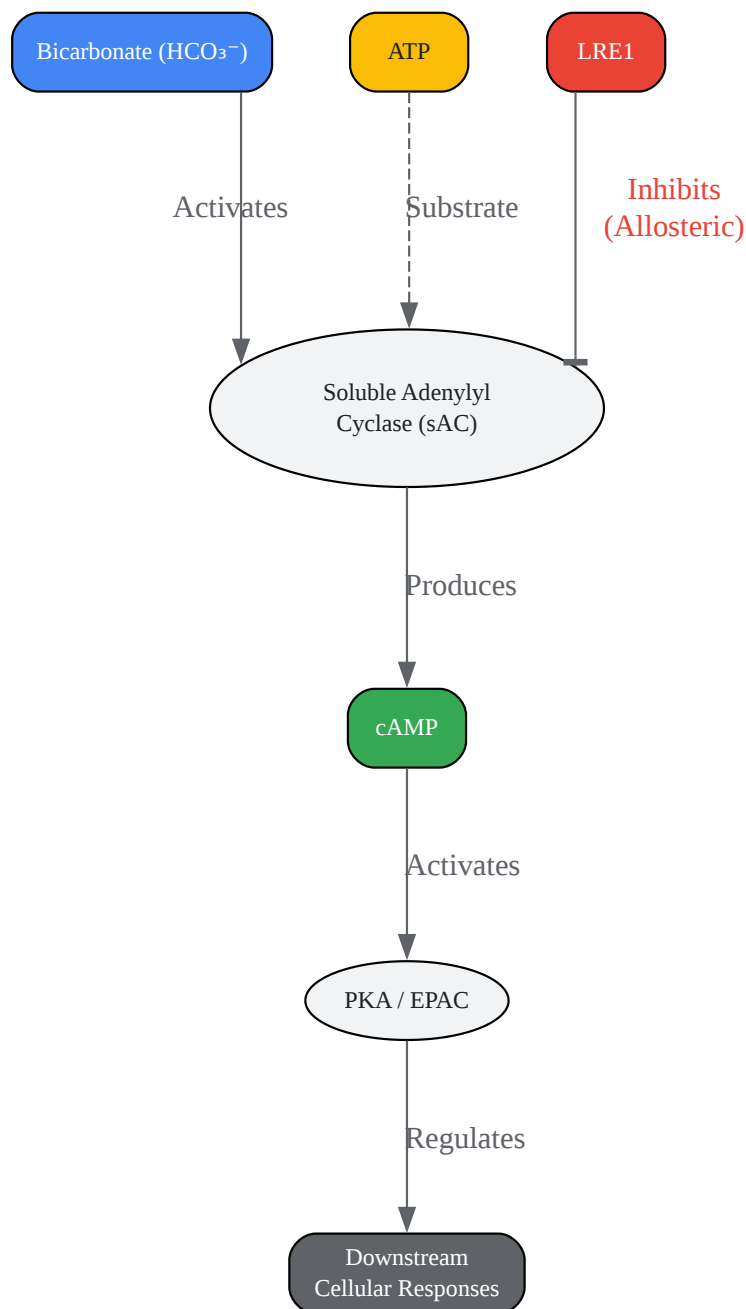 Bicarbonate (HCO₃⁻)
ATP
LRE1
Activates
Substrate
Inhibits
(Allosteric)
Soluble Adenylyl
Cyclase (sAC)
Produces
cAMP
Activates
PKA / EPAC
Regulates
Downstream
Cellular Responses